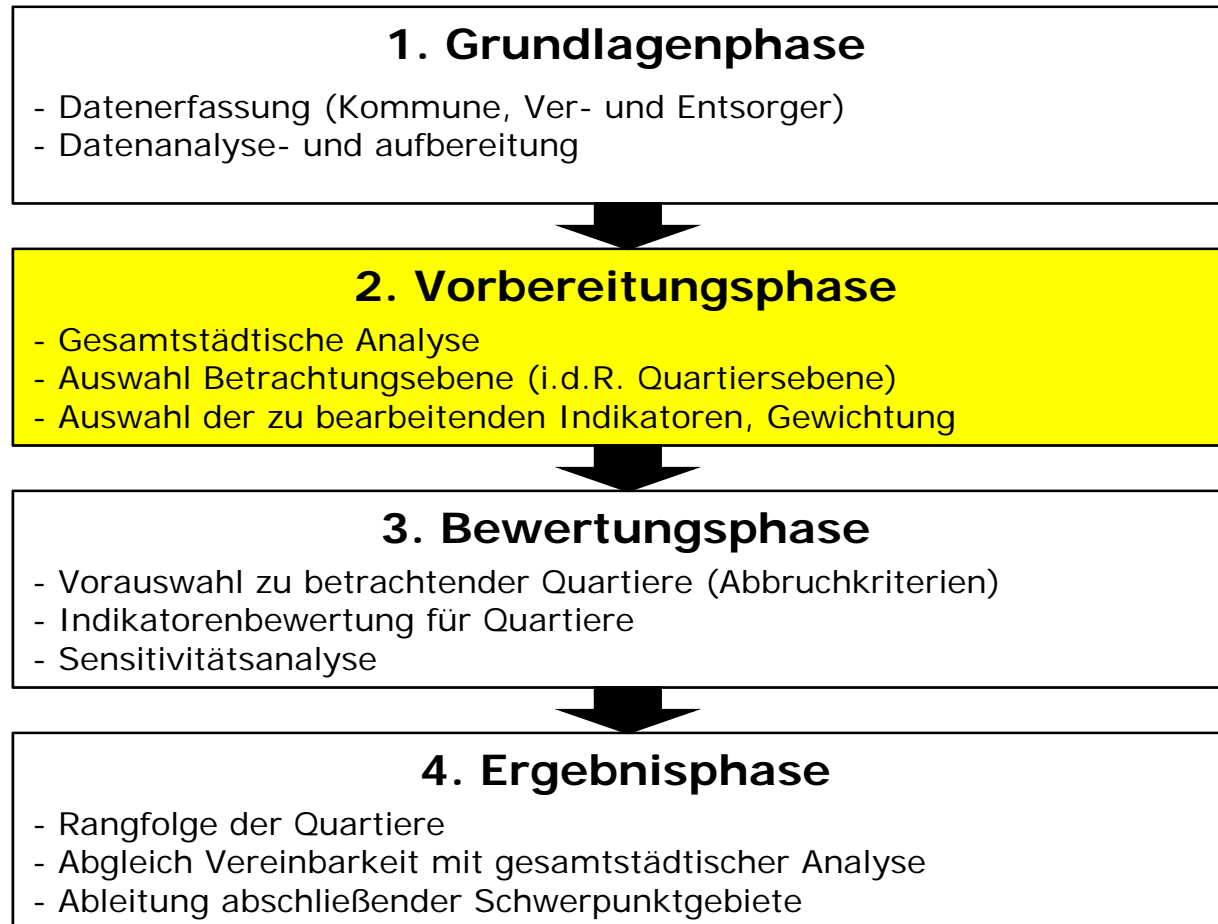 1. Grundlagenphase
- Datenerfassung (Kommune, Ver- und Entsorger)
- Datenanalyse- und aufbereitung
2. Vorbereitungsphase
- Gesamtstädtische Analyse
- Auswahl Betrachtungsebene (i.d.R. Quartiersebene)
- Auswahl der zu bearbeitenden Indikatoren, Gewichtung
3. Bewertungsphase
- Vorauswahl zu betrachtender Quartiere (Abbruchkriterien)
- Indikatorenbewertung für Quartiere
- Sensitivitätsanalyse
4. Ergebnisphase
- Rangfolge der Quartiere
- Abgleich Vereinbarkeit mit gesamtstädtischer Analyse
- Ableitung abschließender Schwerpunktgebiete